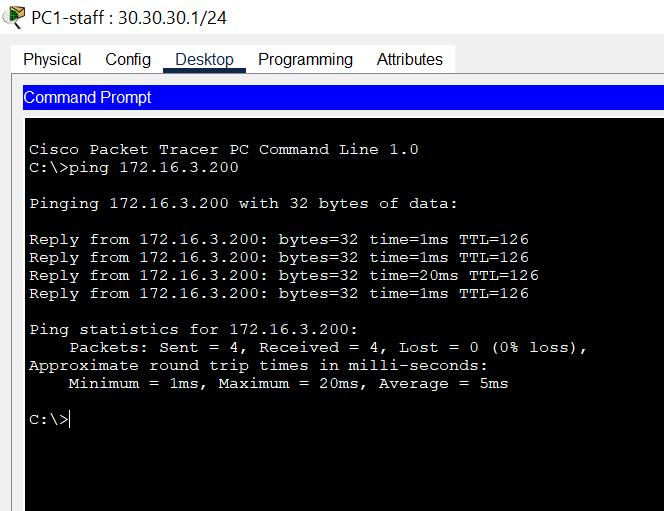 PC1-staff : 30.30.30.1/24
Physical Config Desktop Programming Attributes
Command Prompt
Cisco Packet Tracer PC Command Line 1.0
C:\>ping 172.16.3.200
Pinging 172.16.3.200 with 32 bytes of data:
Reply from 172.16.3.200: bytes=32 time=1ms TTL=126
Reply from 172.16.3.200: bytes=32 time=1ms TTL=126
Reply from 172.16.3.200: bytes=32 time=20ms TTL=126
Reply from 172.16.3.200: bytes=32 time=1ms TTL=126
Ping statistics for 172.16.3.200:
Packets: Sent = 4, Received = 4, Lost = 0 (0% loss),
Approximate round trip times in milli-seconds:
Minimum = 1ms, Maximum = 20ms, Average = 5ms
C:\>